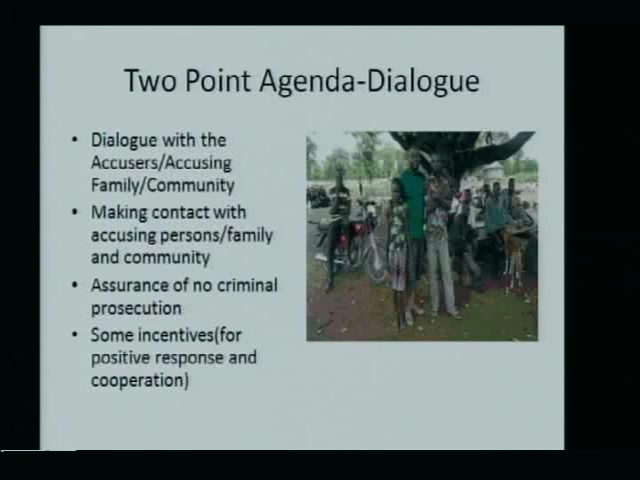 Two Point Agenda-Dialogue
• Dialogue with the
Accusers/Accusing
Family/Community
• Making contact with
accusing persons/family
and community
• Assurance of no criminal
prosecution
• Some incentives(for
positive response and
cooperation)